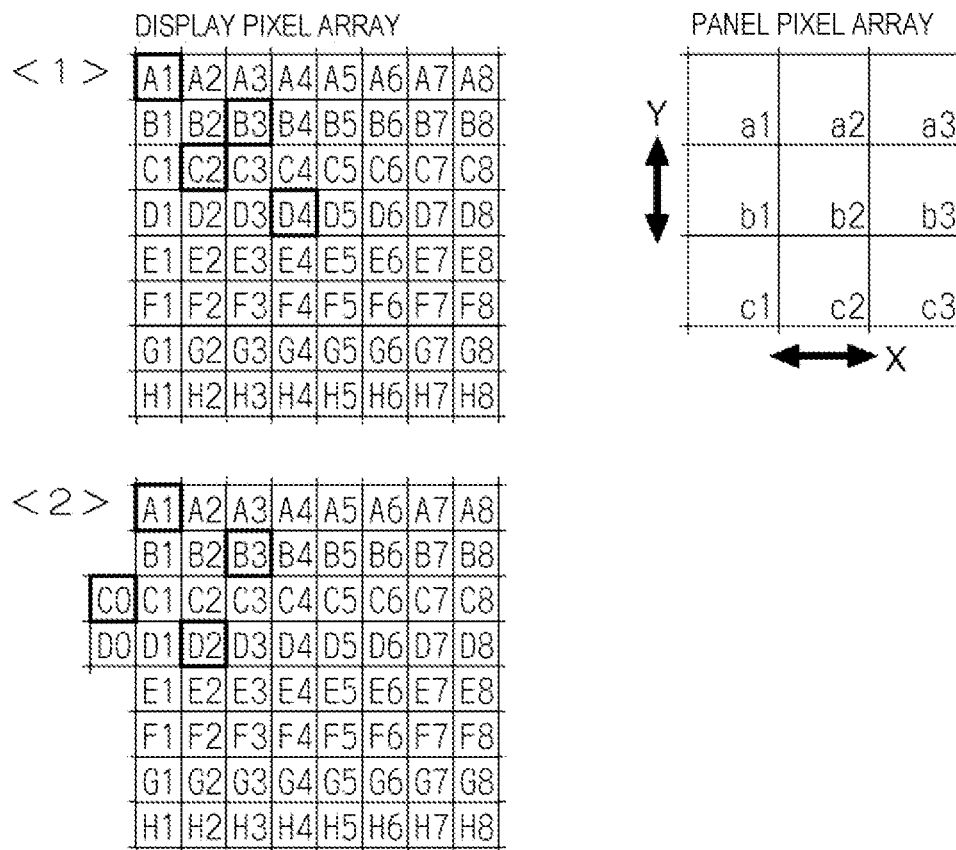 DISPLAY PIXEL ARRAY
PANEL PIXEL ARRAY
<1>
A1 A2 A3 A4 A5 A6 A7 A8
B1 B2 B3 B4 B5 B6 B7 B8
C1 C2 C3 C4 C5 C6 C7 C8
D1 D2 D3 D4 D5 D6 D7 D8
E1 E2 E3 E4 E5 E6 E7 E8
F1 F2 F3 F4 F5 F6 F7 F8
G1 G2 G3 G4 G5 G6 G7 G8
H1 H2 H3 H4 H5 H6 H7 H8
Y
a1 a2 a3
b1 b2 b3
c1 c2 c3
X
<2>
A1 A2 A3 A4 A5 A6 A7 A8
B1 B2 B3 B4 B5 B6 B7 B8
C0 C1 C2 C3 C4 C5 C6 C7 C8
D0 D1 D2 D3 D4 D5 D6 D7 D8
E1 E2 E3 E4 E5 E6 E7 E8
F1 F2 F3 F4 F5 F6 F7 F8
G1 G2 G3 G4 G5 G6 G7 G8
H1 H2 H3 H4 H5 H6 H7 H8